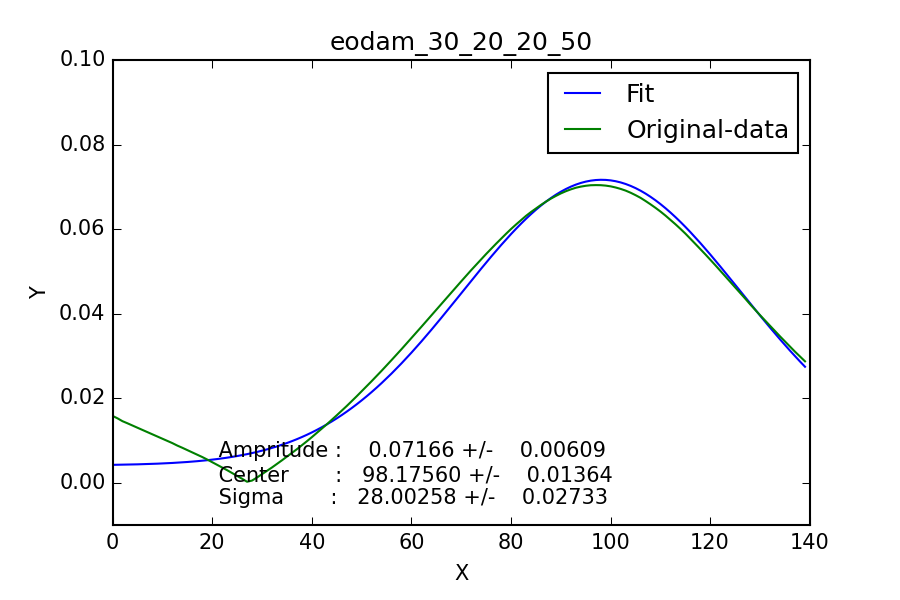 eodam_30_20_20_50
0.10
0.08
0.06
0.04
0.02
0.00
Y
Fit
Original-data
Ampritude : 0.07166 +/- 0.00609
Center : 98.17560 +/- 0.01364
Sigma : 28.00258 +/- 0.02733
0 20 40 60 80 100 120 140
X